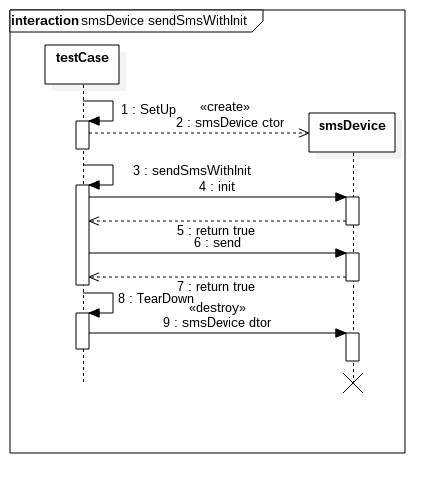 interaction smsDevice sendSmsWithInit
testCase
1 : SetUp
«create»
2 : smsDevice ctor
smsDevice
3 : sendSmsWithInit
4 : init
5 : return true
6 : send
7 : return true
8 : TearDown
«destroy»
9 : smsDevice dtor